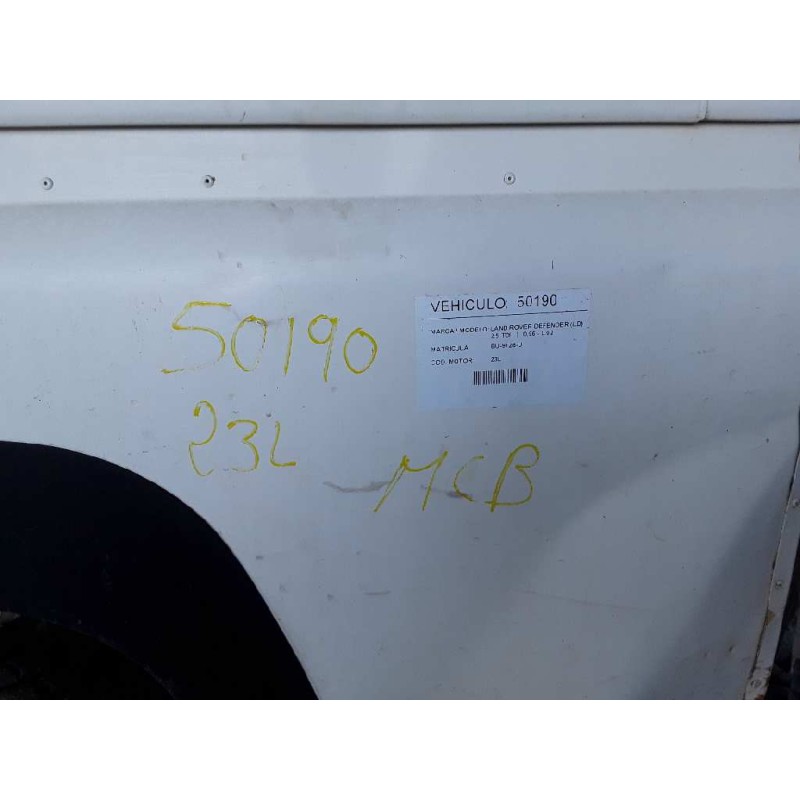 VEHICULO: 50190
MARCA / MODELO: LAND ROVER DEFENDER (LD)
2.5 TDI
MATRICULA
COD. MOTOR: 23L
50190
23L
MCB